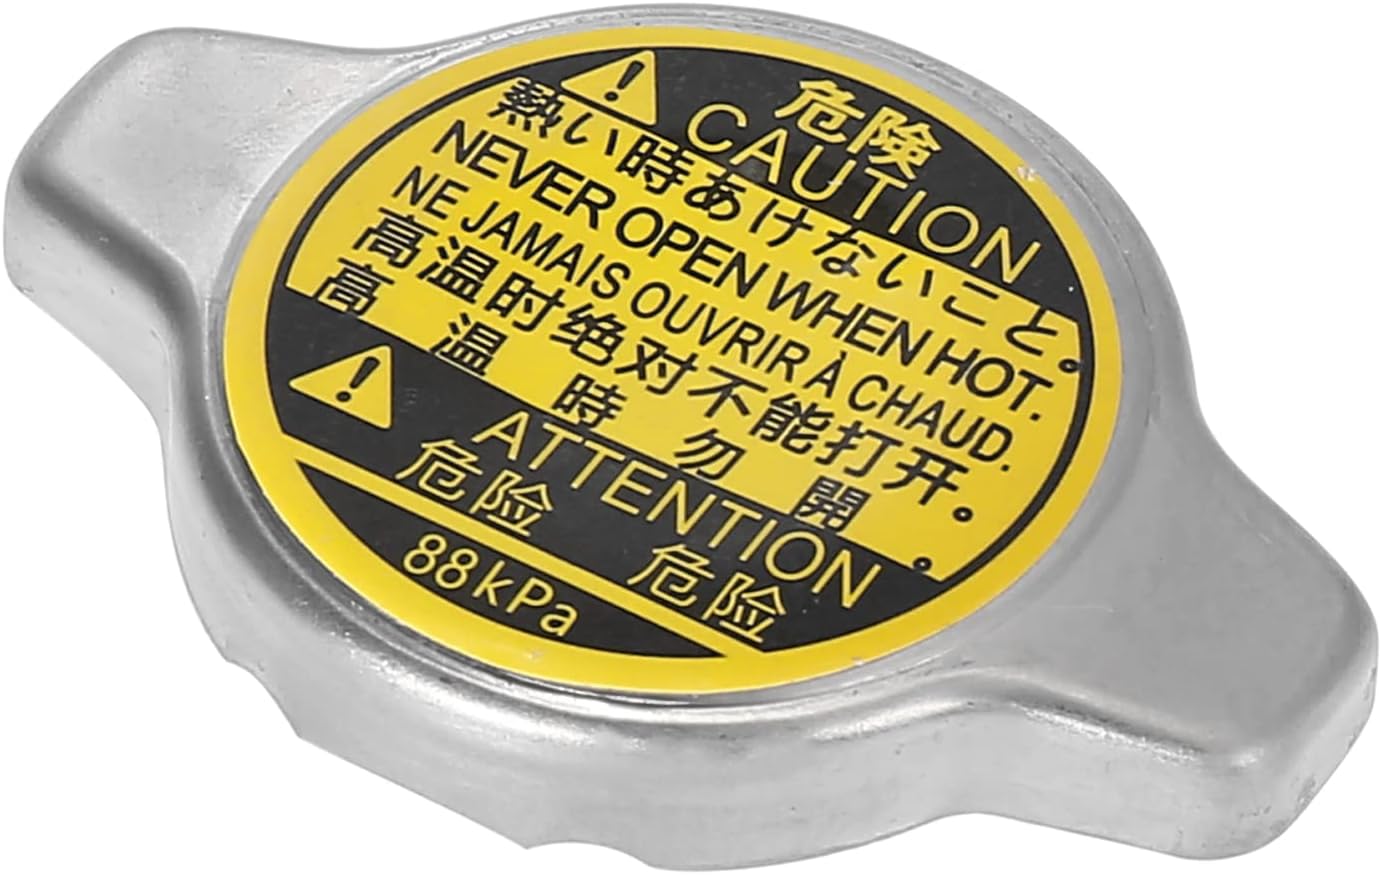 危険
CAUTION
熱い時あけないこと。
NEVER OPEN WHEN HOT.
NE JAMAIS OUVRIR À CHAUD.
高温时绝对不能打开。
高温時勿開。
ATTENTION
危险 危险
88kPa